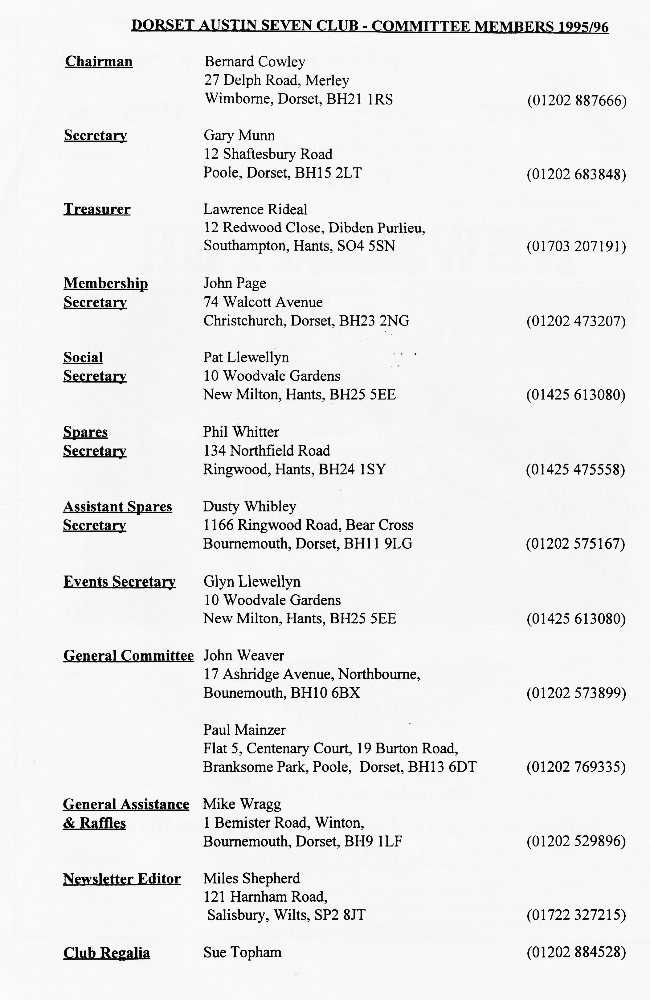 DORSET AUSTIN SEVEN CLUB - COMMITTEE MEMBERS 1995/96
Chairman Bernard Cowley
27 Delph Road, Merley
Wimborne, Dorset, BH21 1RS (01202 887666)
Secretary Gary Munn
12 Shaftesbury Road
Poole, Dorset, BH15 2LT (01202 683848)
Treasurer Lawrence Rideal
12 Redwood Close, Dibden Purlieu,
Southampton, Hants, SO4 5SN (01703 207191)
Membership John Page
Secretary 74 Walcott Avenue
Christchurch, Dorset, BH23 2NG (01202 473207)
Social Pat Llewellyn
Secretary 10 Woodvale Gardens
New Milton, Hants, BH25 5EE (01425 613080)
Spares Phil Whitter
Secretary 134 Northfield Road
Ringwood, Hants, BH24 1SY (01425 475558)
Assistant Spares Dusty Whibley
Secretary 1166 Ringwood Road, Bear Cross
Bournemouth, Dorset, BH11 9LG (01202 575167)
Events Secretary Glyn Llewellyn
10 Woodvale Gardens
New Milton, Hants, BH25 5EE (01425 613080)
General Committee John Weaver
17 Ashridge Avenue, Northbourne,
Bounemouth, BH10 6BX (01202 573899)
Paul Mainzer
Flat 5, Centenary Court, 19 Burton Road,
Branksome Park, Poole, Dorset, BH13 6DT (01202 769335)
General Assistance Mike Wragg
& Raffles 1 Bemister Road, Winton,
Bournemouth, Dorset, BH9 1LF (01202 529896)
Newsletter Editor Miles Shepherd
121 Harnham Road,
Salisbury, Wilts, SP2 8JT (01722 327215)
Club Regalia Sue Topham (01202 884528)